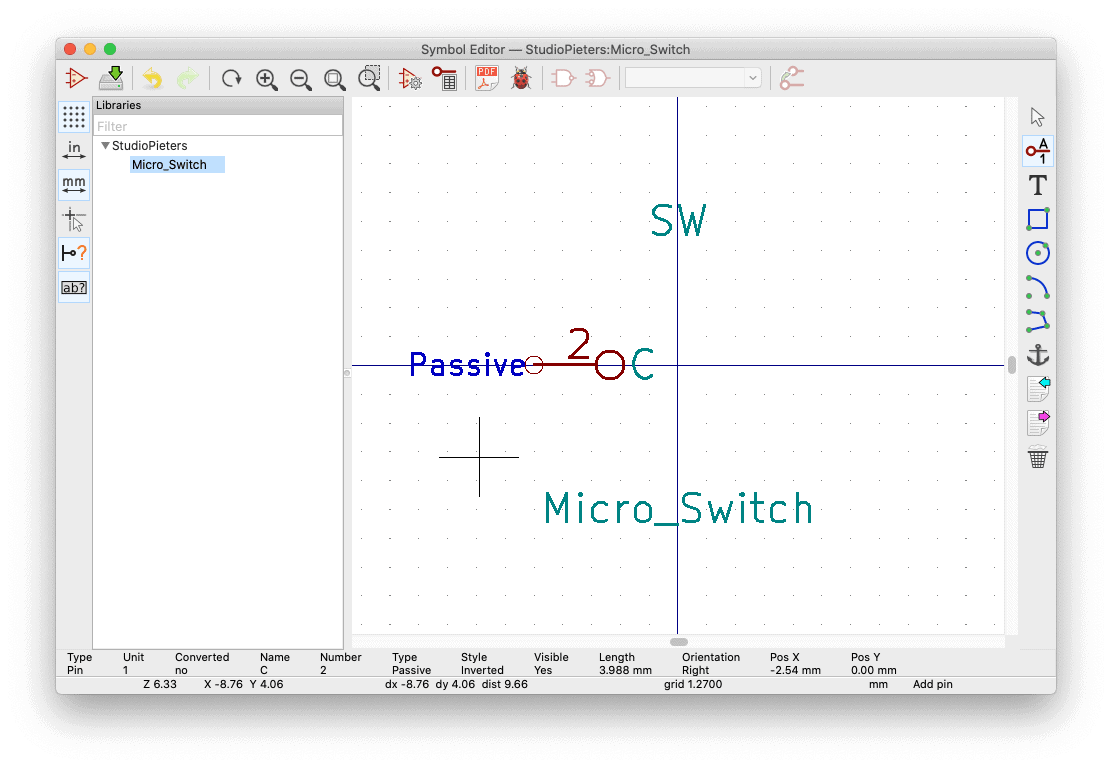 Symbol Editor — StudioPieters:Micro_Switch
PDF
Libraries
Filter
StudioPieters
Micro_Switch
in
mm
?
ab?
A
1
T
SW
2
Passive
C
Micro_Switch
Type Unit Converted Name Number Type Style Visible Length Orientation Pos X Pos Y
Pin 1 no C 2 Passive Inverted Yes 3.988 mm Right -2.54 mm 0.00 mm
Z 6.33 X -8.76 Y 4.06 dx -8.76 dy 4.06 dist 9.66 grid 1.2700 mm Add pin